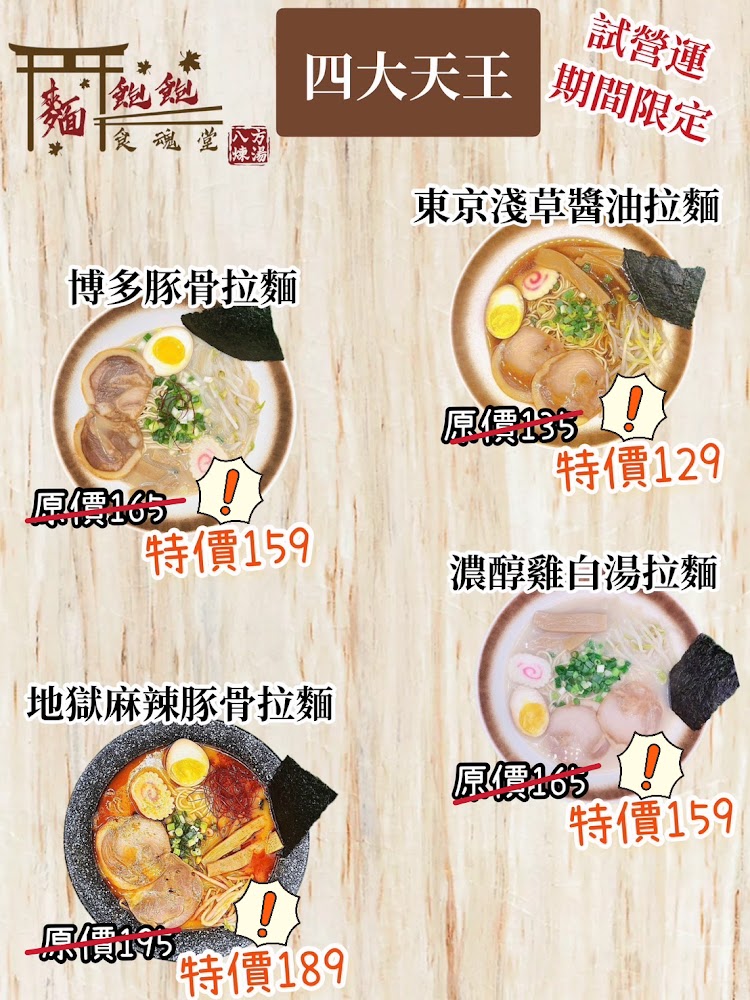 麵飽飽
食魂堂
八方
煉湯
四大天王
試營運
期間限定
東京淺草醬油拉麵
原價135
特價129
博多豚骨拉麵
原價165
特價159
濃醇雞白湯拉麵
原價165
特價159
地獄麻辣豚骨拉麵
原價195
特價189